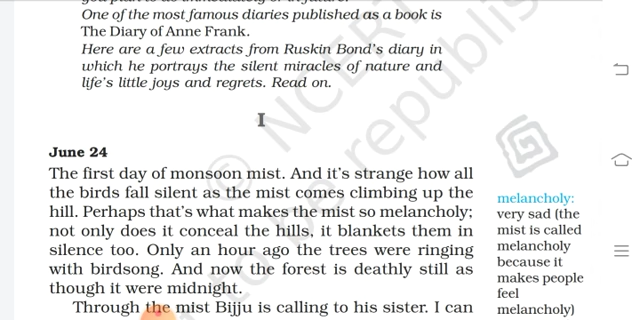 One of the most famous diaries published as a book is
The Diary of Anne Frank.
Here are a few extracts from Ruskin Bond's diary in
which he portrays the silent miracles of nature and
life's little joys and regrets. Read on.
I
June 24
The first day of monsoon mist. And it's strange how all
the birds fall silent as the mist comes climbing up the
hill. Perhaps that's what makes the mist so melancholy;
not only does it conceal the hills, it blankets them in
silence too. Only an hour ago the trees were ringing
with birdsong. And now the forest is deathly still as
though it were midnight.
Through the mist Bijju is calling to his sister. I can
melancholy:
very sad (the
mist is called
melancholy
because it
makes people
feel
melancholy)
© NCERT
to be republis